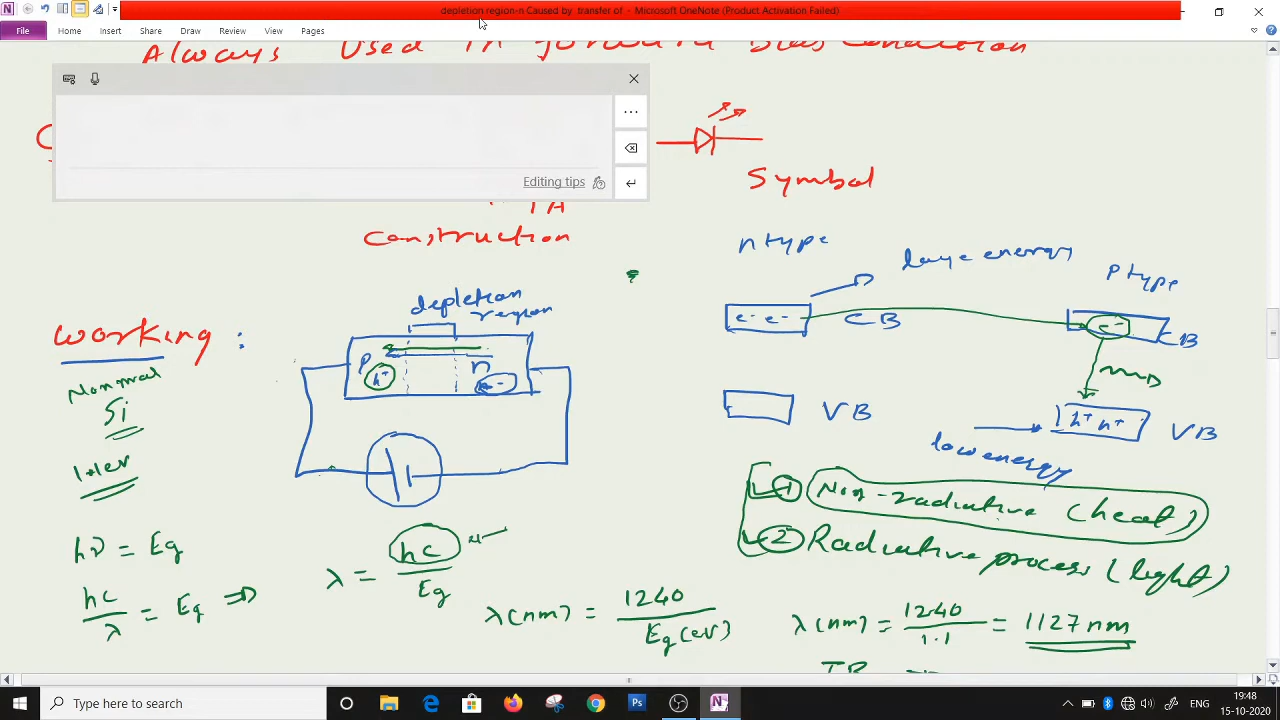 depletion region-n Caused by transfer of - Microsoft OneNote (Product Activation Failed)
File Home Insert Share Draw Review View Pages
Always Used in forward Bias Condition
Editing tips
Symbol
Construction
n type
large energy
p type
depletion
region
working :
e- e- CB
e- CB
p n
h+
Normal
Si
1.1ev
VB
h+ h+ VB
low energy
1 Non-radiative (heat)
2 Radiative process (light)
hν = Eg
λ = hc / Eg
hc / λ = Eg ⇒
λ(nm) = 1240 / Eg(ev)
λ(nm) = 1240 / 1.1 = 1127 nm
IR
Type here to search
ENG
19:48
15-10-2020